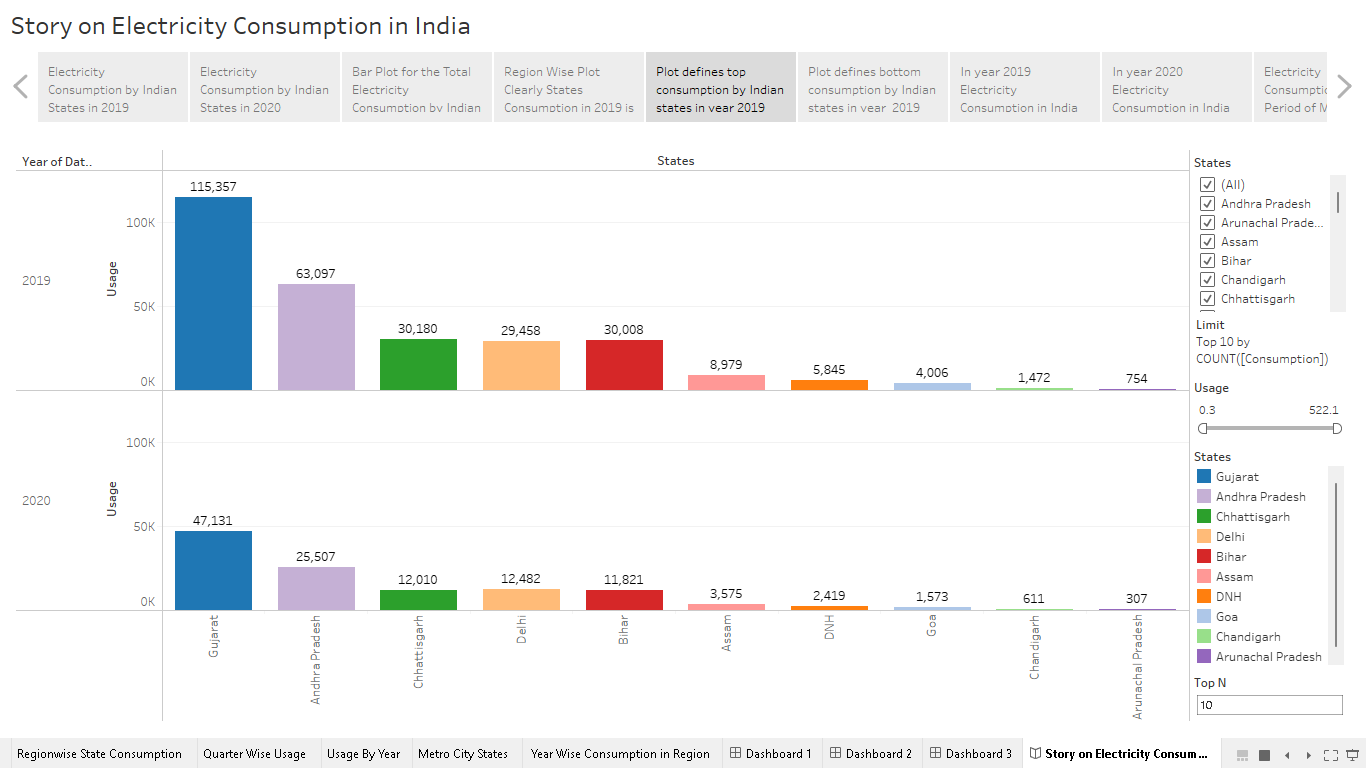 Story on Electricity Consumption in India
Electricity
Consumption by Indian
States in 2019
Electricity
Consumption by Indian
States in 2020
Bar Plot for the Total
Electricity
Consumption by Indian
Region Wise Plot
Clearly States
Consumption in 2019 is
Plot defines top
consumption by Indian
states in year 2019
Plot defines bottom
consumption by Indian
states in year 2019
In year 2019
Electricity
Consumption in India
In year 2020
Electricity
Consumption in India
Electricity
Period of M
Year of Dat..
States
2019
Usage
100K
50K
0K
115,357
63,097
30,180
29,458
30,008
8,979
5,845
4,006
1,472
754
2020
Usage
100K
50K
0K
47,131
25,507
12,010
12,482
11,821
3,575
2,419
1,573
611
307
Gujarat
Andhra Pradesh
Chhattisgarh
Delhi
Bihar
Assam
DNH
Goa
Chandigarh
Arunachal Pradesh
States
(All)
Andhra Pradesh
Arunachal Prade...
Assam
Bihar
Chandigarh
Chhattisgarh
Limit
Top 10 by
COUNT([Consumption])
Usage
0.3 522.1
States
Gujarat
Andhra Pradesh
Chhattisgarh
Delhi
Bihar
Assam
DNH
Goa
Chandigarh
Arunachal Pradesh
Top N
10
Regionwise State Consumption
Quarter Wise Usage
Usage By Year
Metro City States
Year Wise Consumption in Region
Dashboard 1
Dashboard 2
Dashboard 3
Story on Electricity Consum...